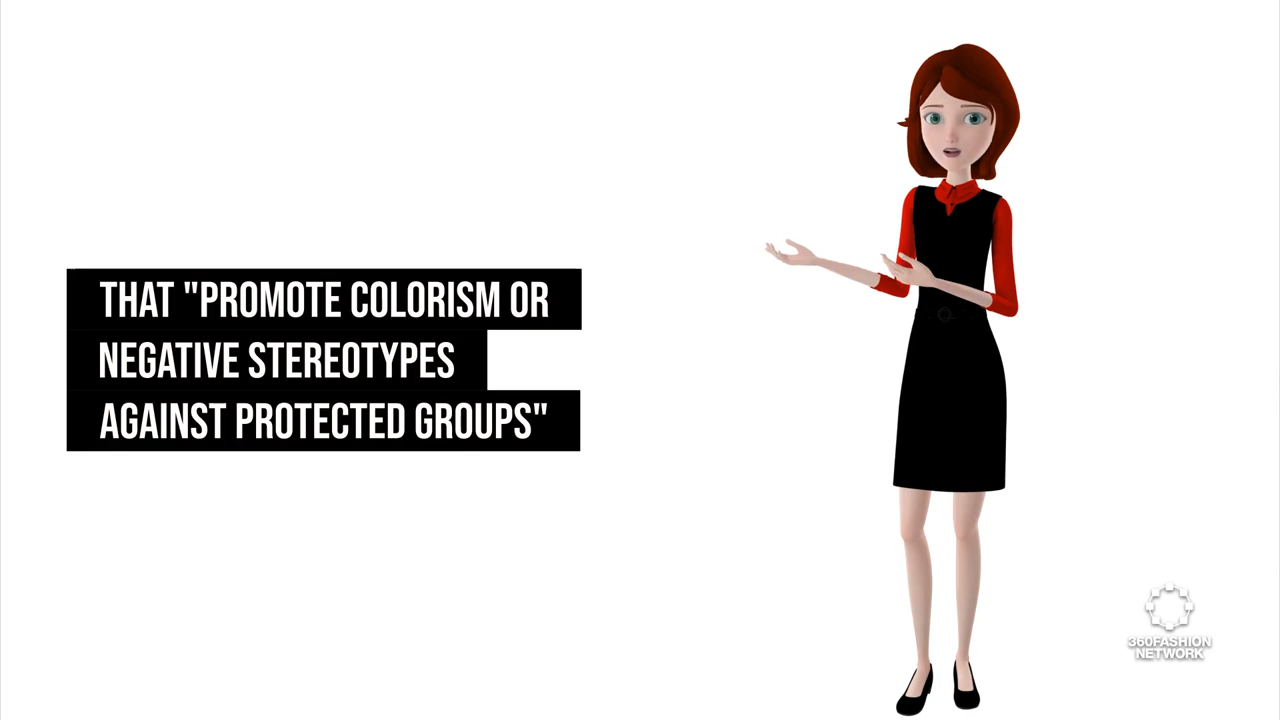 THAT "PROMOTE COLORISM OR
NEGATIVE STEREOTYPES
AGAINST PROTECTED GROUPS"
360FASHION
NETWORK